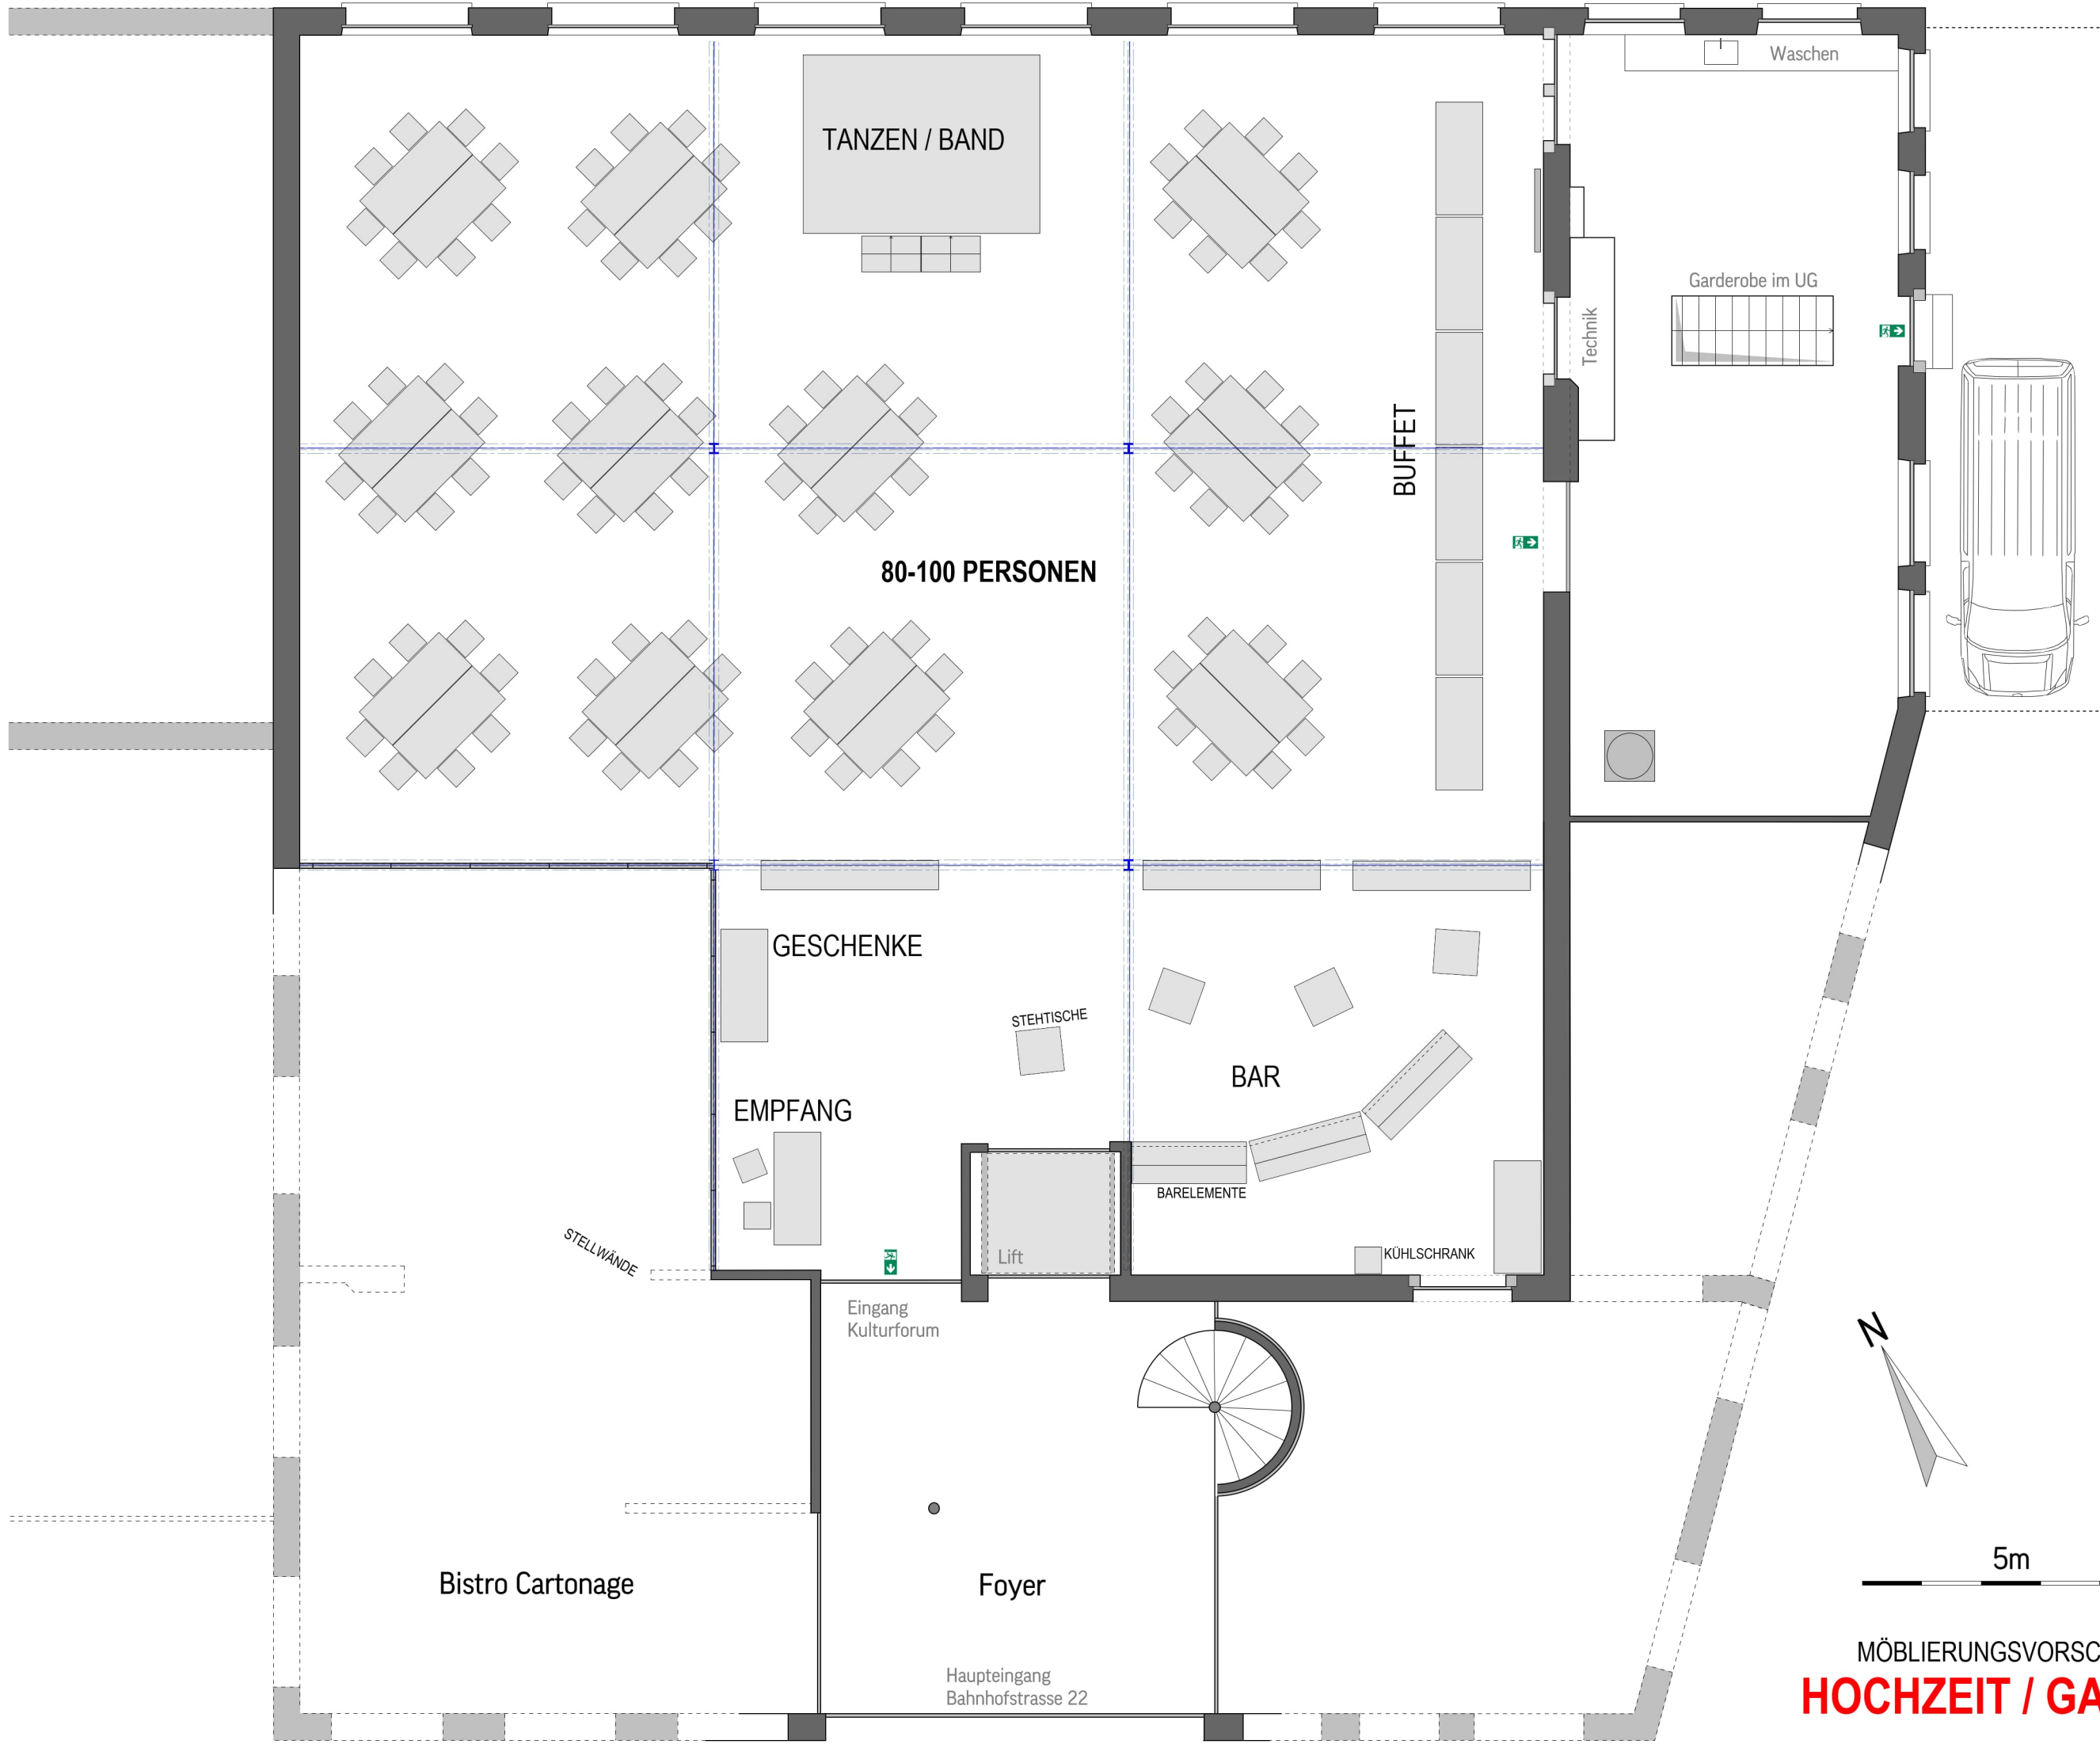 Waschen
TANZEN / BAND
Garderobe im UG
Technik
BUFFET
80-100 PERSONEN
GESCHENKE
STEHTISCHE
BAR
EMPFANG
BARELEMENTE
STELLWÄNDE
Lift
KÜHLSCHRANK
Eingang
Kulturforum
N
Bistro Cartonage
Foyer
5m
Haupteingang
Bahnhofstrasse 22
MÖBLIERUNGSVORSC
HOCHZEIT / GA